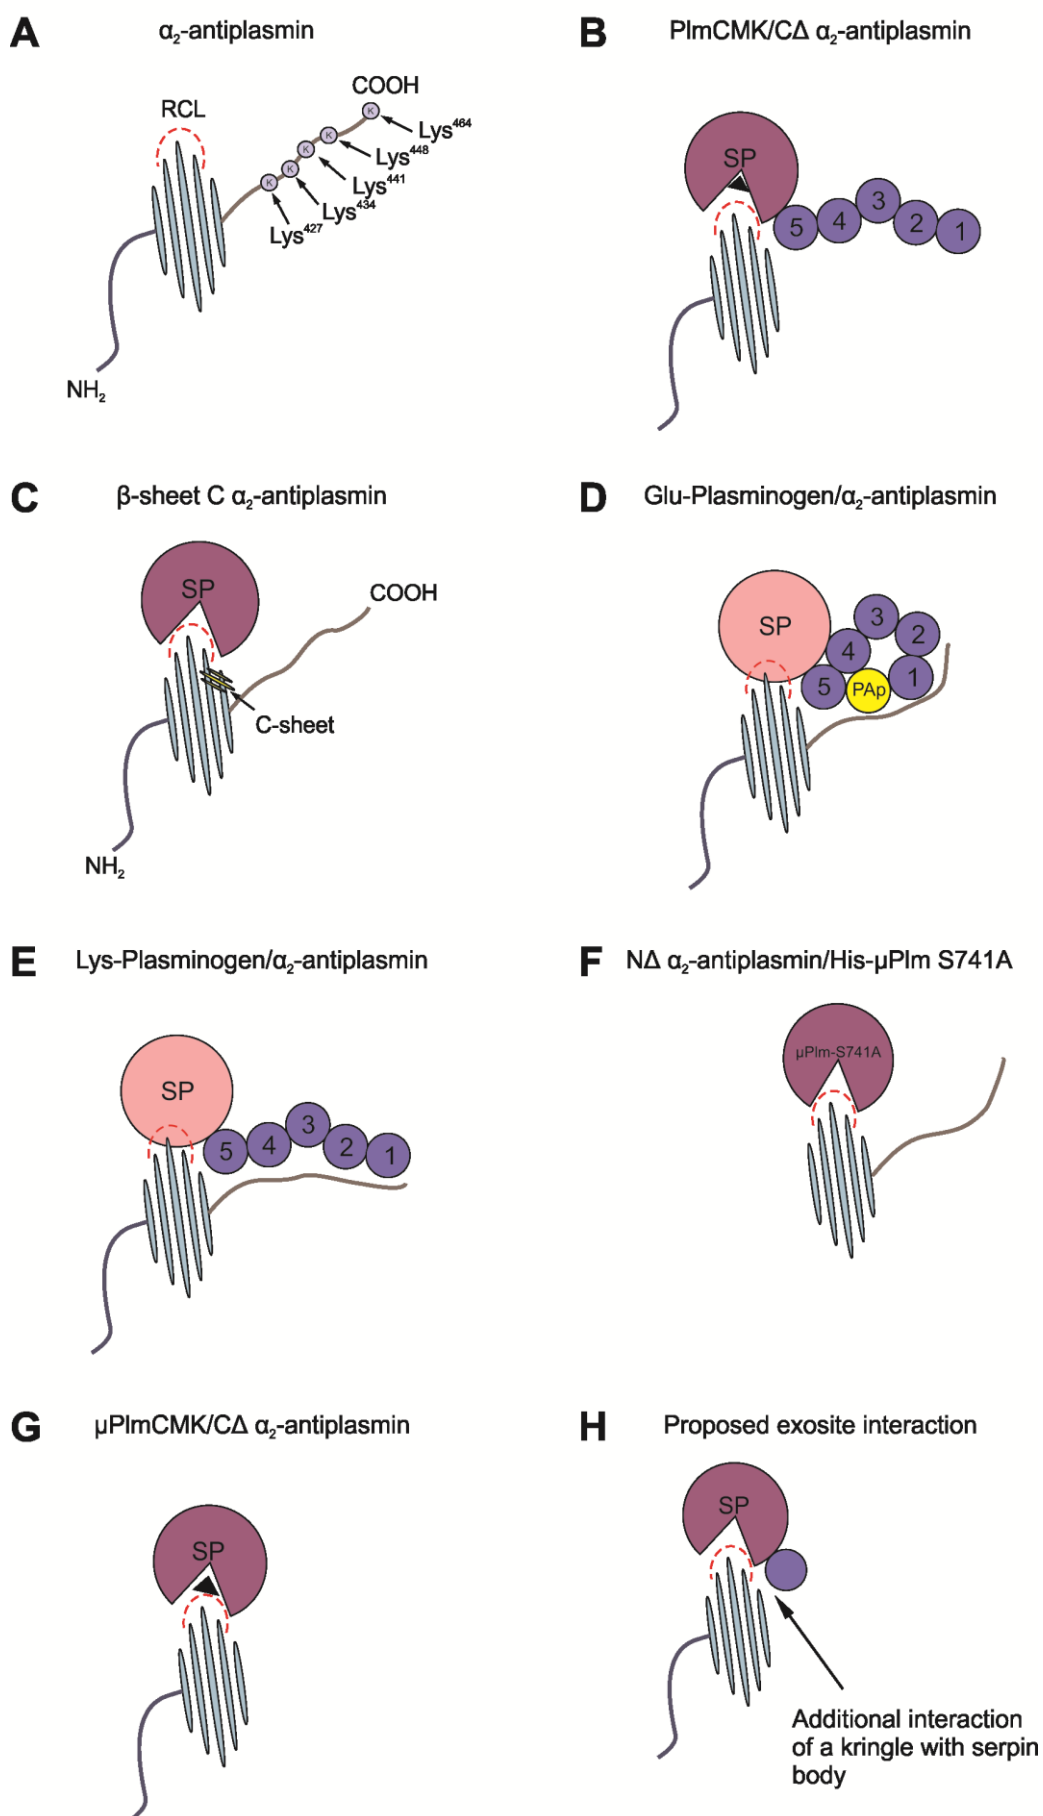 A α₂-antiplasmin
RCL
COOH
K K K K K
Lys⁴⁶⁴
Lys⁴⁴⁸
Lys⁴⁴¹
Lys⁴³⁴
Lys⁴²⁷
NH₂
B PlmCMK/CΔ α₂-antiplasmin
SP
5 4 3 2 1
C β-sheet C α₂-antiplasmin
SP
COOH
C-sheet
NH₂
D Glu-Plasminogen/α₂-antiplasmin
SP
5 4 3 2 1
PAp
E Lys-Plasminogen/α₂-antiplasmin
SP
5 4 3 2 1
F NΔ α₂-antiplasmin/His-μPlm S741A
μPlm-S741A
G μPlmCMK/CΔ α₂-antiplasmin
SP
H Proposed exosite interaction
SP
Additional interaction
of a kringle with serpin
body